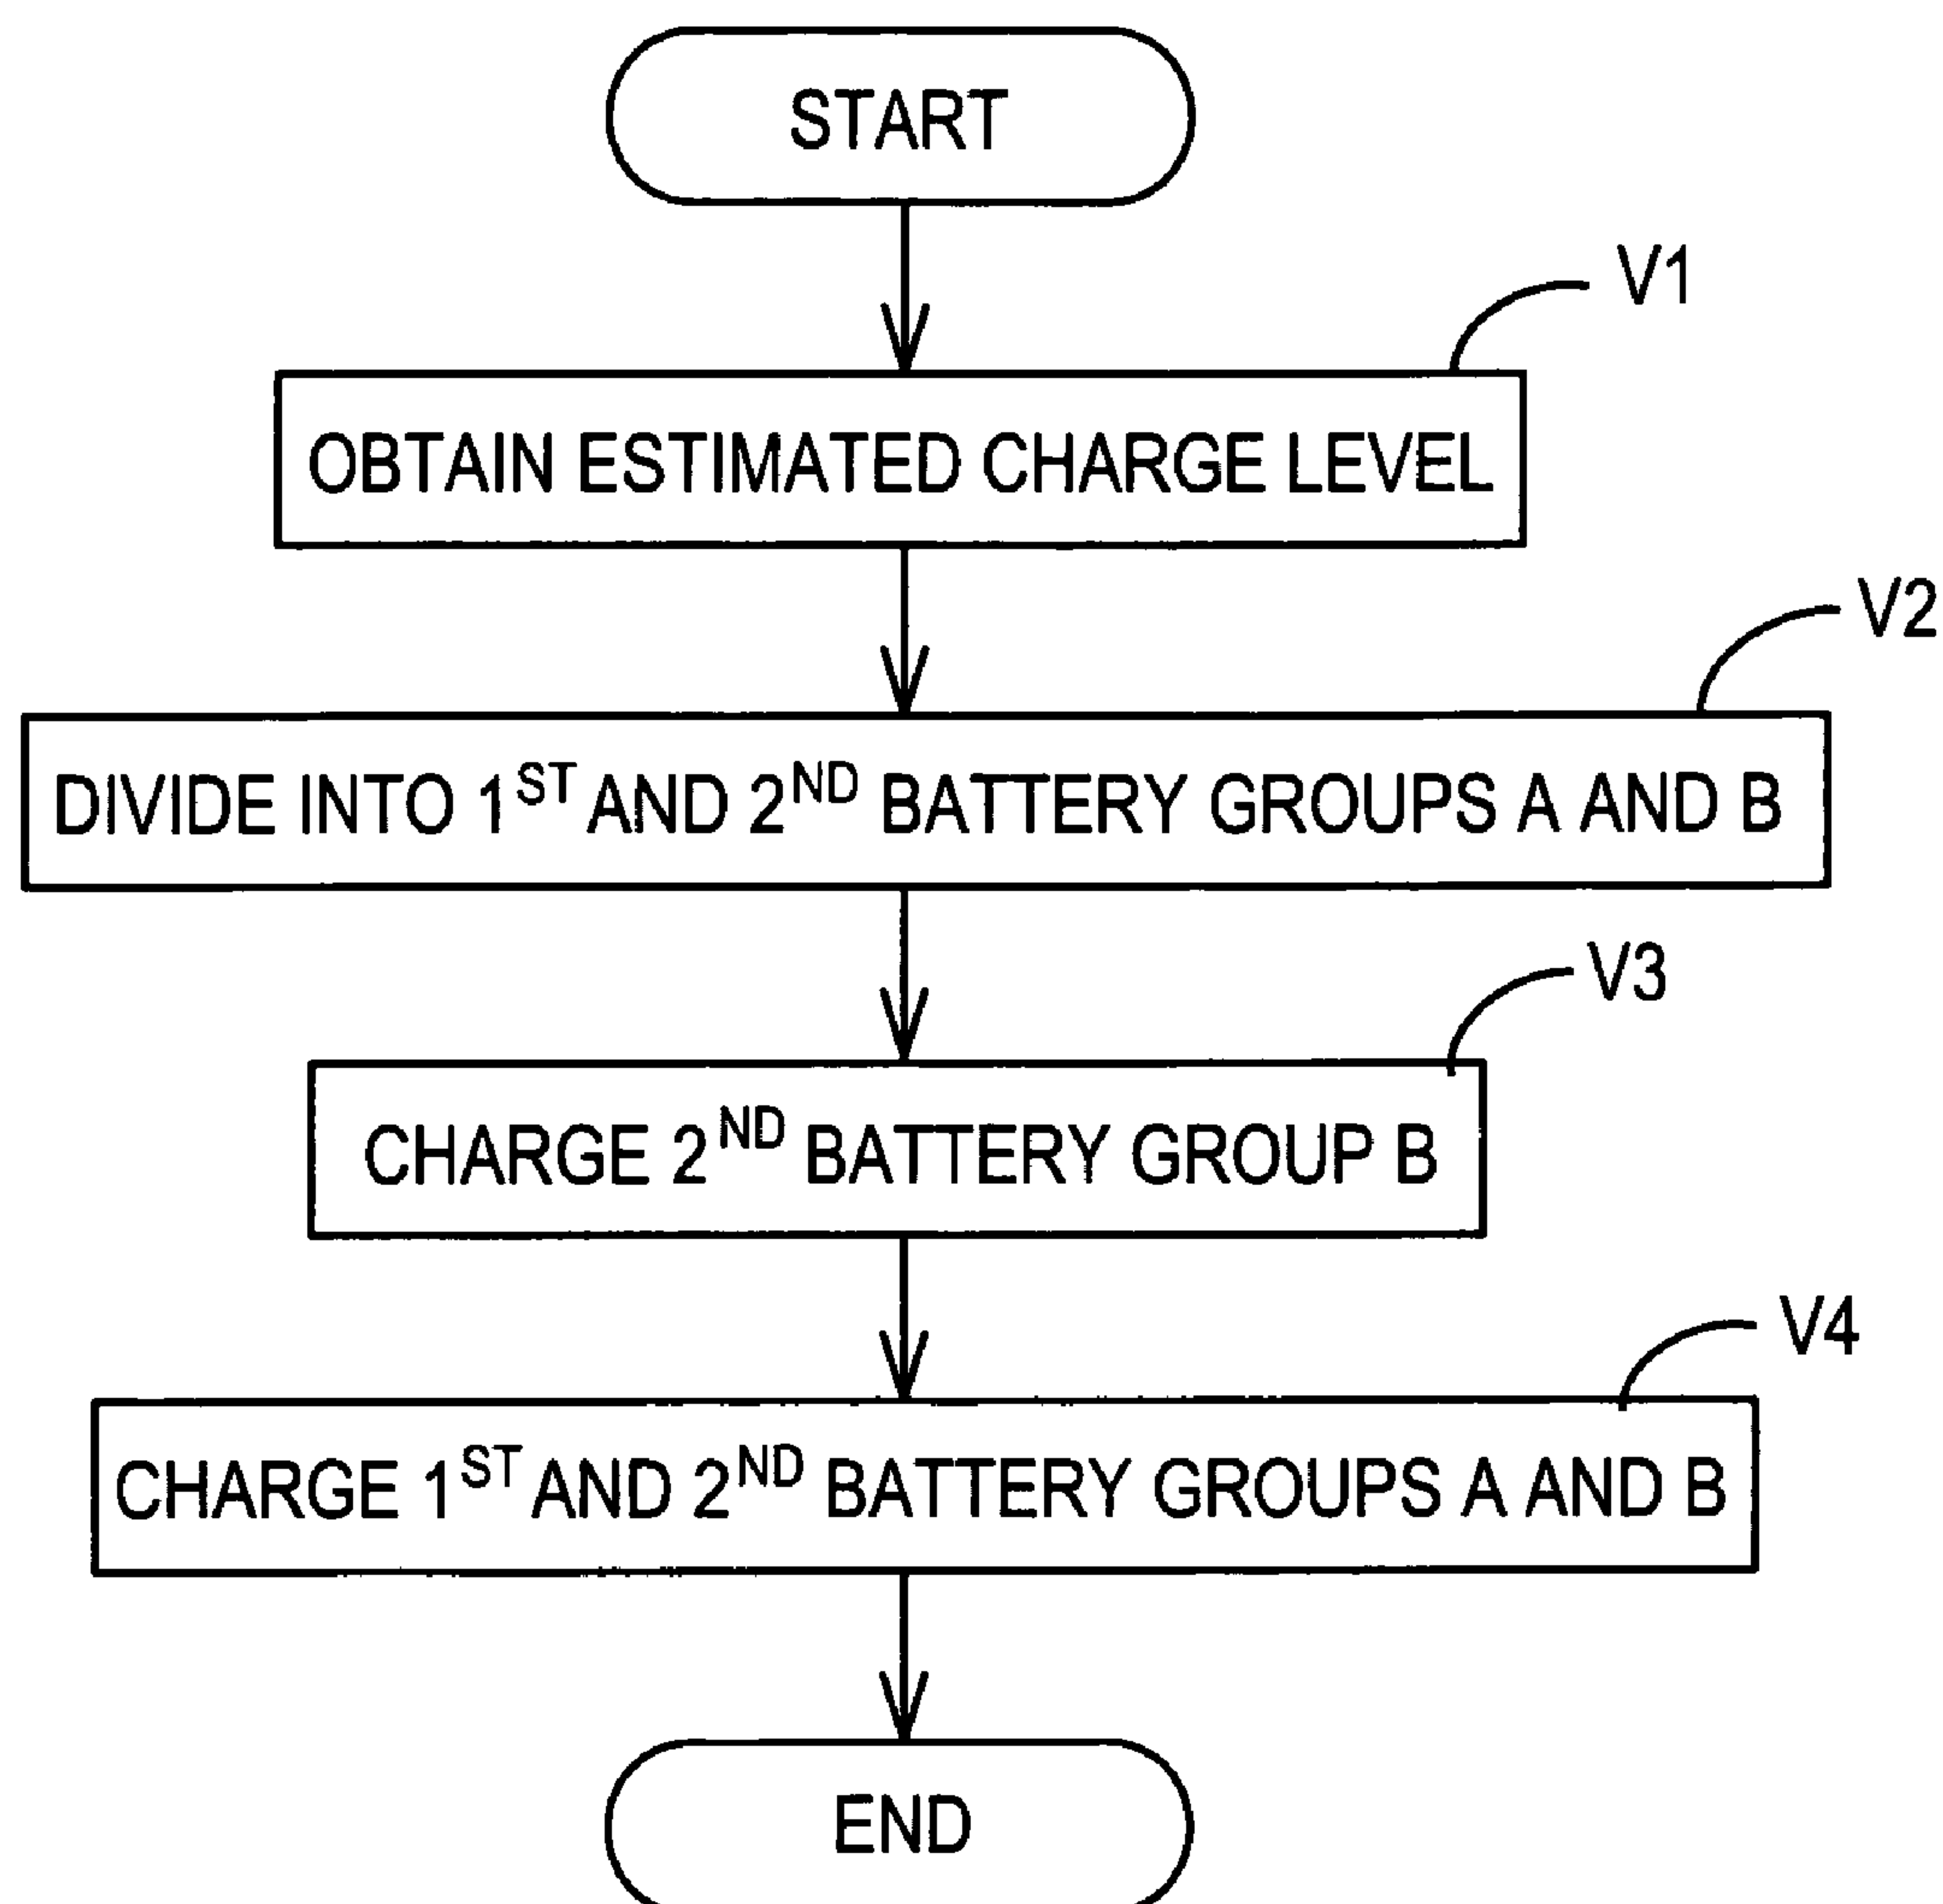 START
V1
OBTAIN ESTIMATED CHARGE LEVEL
V2
DIVIDE INTO 1ST AND 2ND BATTERY GROUPS A AND B
V3
CHARGE 2ND BATTERY GROUP B
V4
CHARGE 1ST AND 2ND BATTERY GROUPS A AND B
END